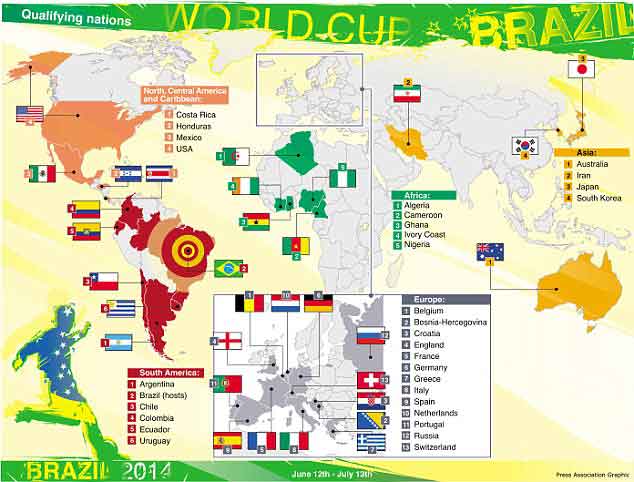 Qualifying nations
WORLD CUP BRAZIL
North, Central America
and Caribbean:
1 Costa Rica
2 Honduras
3 Mexico
4 USA
Asia:
1 Australia
2 Iran
3 Japan
4 South Korea
Africa:
1 Algeria
2 Cameroon
3 Ghana
4 Ivory Coast
5 Nigeria
Europe:
1 Belgium
2 Bosnia-Hercegovina
3 Croatia
4 England
5 France
6 Germany
7 Greece
8 Italy
9 Spain
10 Netherlands
11 Portugal
12 Russia
13 Switzerland
South America:
1 Argentina
2 Brazil (hosts)
3 Chile
4 Colombia
5 Ecuador
6 Uruguay
BRAZIL 2014
June 12th - July 13th
Press Association Graphic